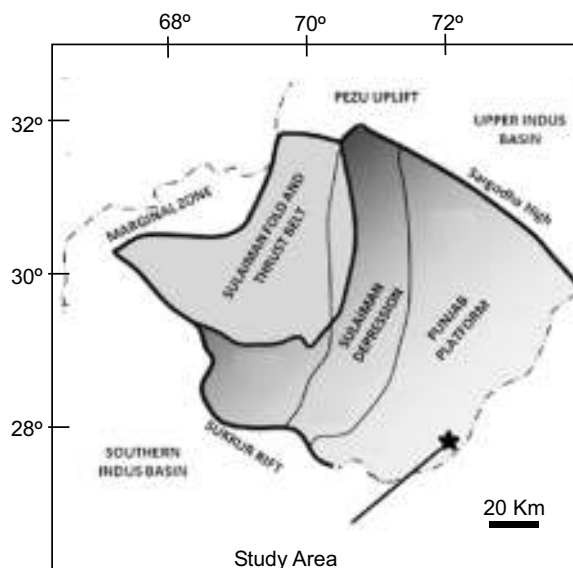 68º 70º 72º
32º
30º
28º
PEZU UPLIFT
UPPER INDUS
BASIN
Sargodha High
MARGINAL ZONE
SULAIMAN FOLD AND
THRUST BELT
SULAIMAN
DEPRESSION
PUNJAB
PLATFORM
SUKKUR RIFT
SOUTHERN
INDUS BASIN
20 Km
Study Area